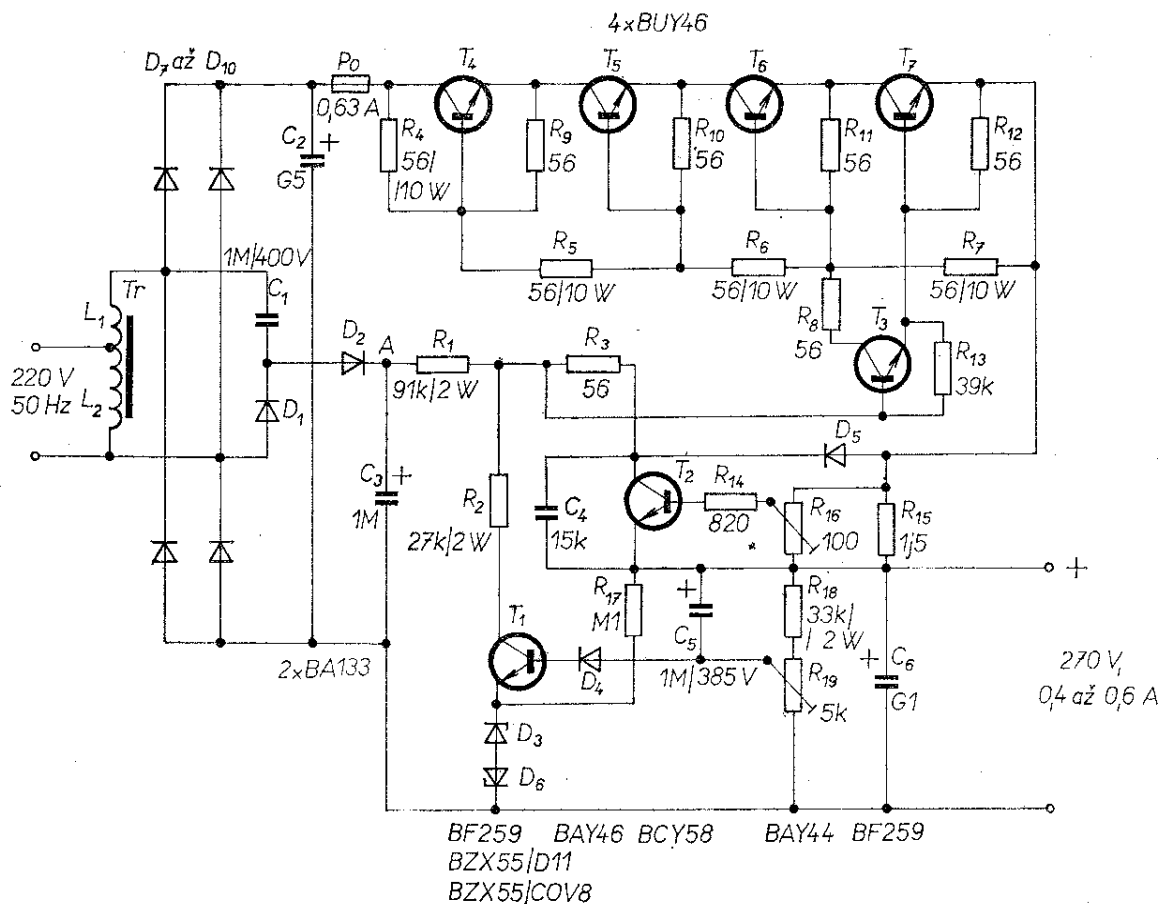 4xBUY46
D7 až D10
Po
0,63 A
T4
T5
T6
T7
C2
+
G5
R4
56/
/10 W
R9
56
R10
56
R11
56
R12
56
1M/400V
C1
R5
56/10 W
R6
56/10 W
R7
56/10 W
Tr
L1
L2
220 V
50 Hz
D1
D2
A
R1
91k/2 W
R3
56
R8
56
T3
R13
39k
D5
C3
+
1M
R2
27k/2 W
C4
15k
T2
R14
820
R16
100
R15
1j5
+
R17
M1
+
C5
1M/385 V
R18
33k/
/ 2 W
T1
D4
R19
5k
C6
+
G1
2xBA133
270 V,
0,4 až 0,6 A
D3
D6
BF259 BAY46 BCY58 BAY44 BF259
BZX55/D11
BZX55/COV8